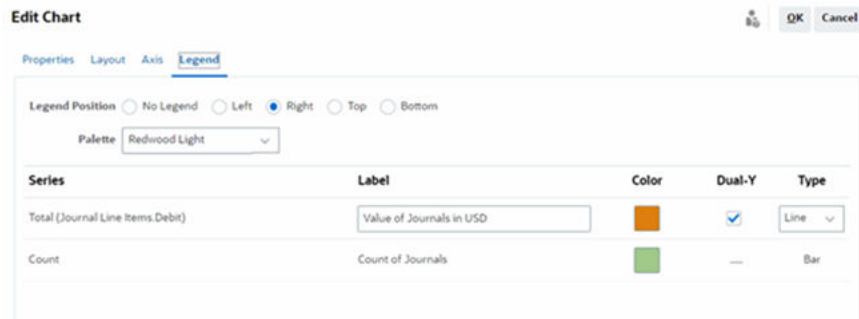 Edit Chart
OK Cancel
Properties Layout Axis Legend
Legend Position No Legend Left Right Top Bottom
Palette Redwood Light
Series Label Color Dual-Y Type
Total (Journal Line Items.Debit) Value of Journals in USD Line
Count Count of Journals — Bar